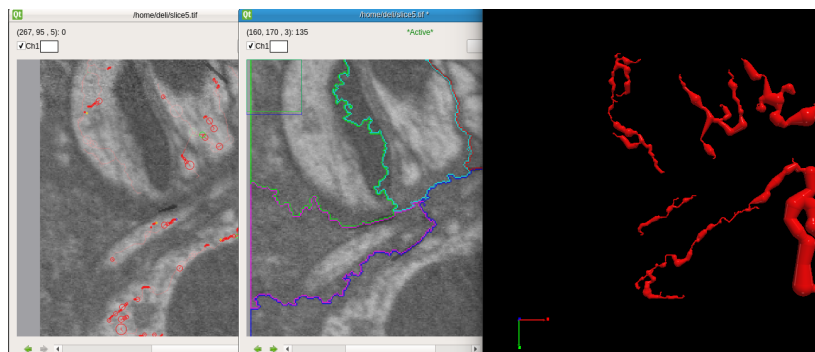 Qt /home/deli/slice5.tif
(267, 95 , 5): 0
Ch1
Qt /home/deli/slice5.tif *
(160, 170 , 3): 135 *Active*
Ch1